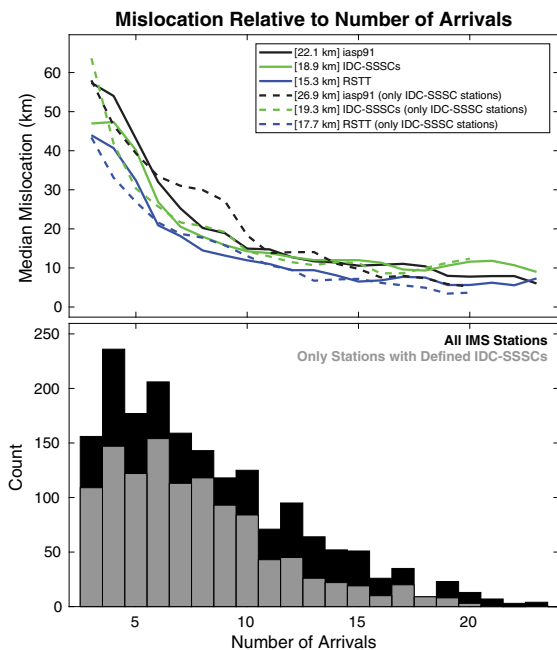 Mislocation Relative to Number of Arrivals
[22.1 km] iasp91
[18.9 km] IDC-SSSCs
[15.3 km] RSTT
[26.9 km] iasp91 (only IDC-SSSC stations)
[19.3 km] IDC-SSSCs (only IDC-SSSC stations)
[17.7 km] RSTT (only IDC-SSSC stations)
Median Mislocation (km)
60
50
40
30
20
10
0
All IMS Stations
Only Stations with Defined IDC-SSSCs
Count
250
200
150
100
50
0
5 10 15 20
Number of Arrivals